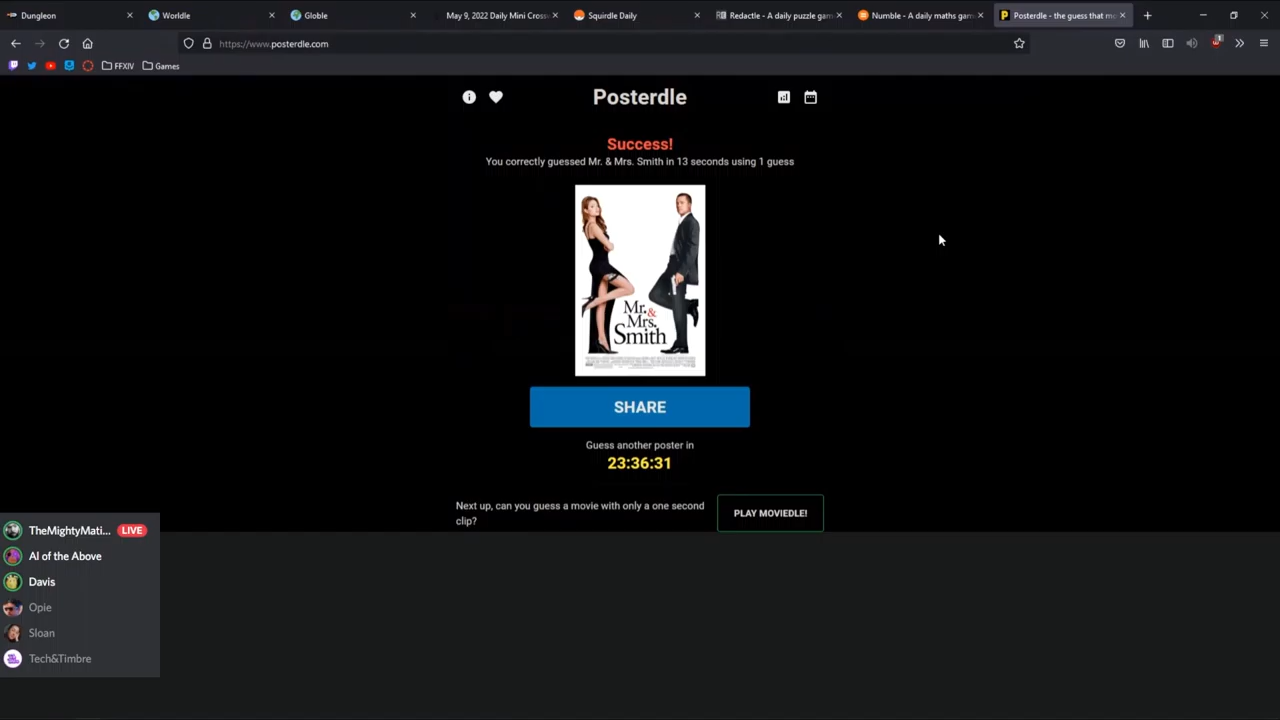 Dungleon
Worldle
Globle
May 9, 2022 Daily Mini Cross
Squirdle Daily
Redactle - A daily puzzle gam
Numble - A daily maths gam
Posterdle - the guess that mo
https://www.posterdle.com
1
FFXIV
Games
Posterdle
Success!
You correctly guessed Mr. & Mrs. Smith in 13 seconds using 1 guess
Mr. &
Mrs.
Smith
SHARE
Guess another poster in
23:36:31
Next up, can you guess a movie with only a one second
clip?
PLAY MOVIEDLE!
TheMightyMati... LIVE
Al of the Above
Davis
Opie
Sloan
Tech&Timbre